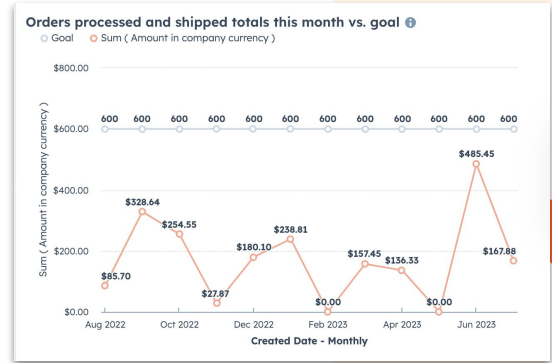 Orders processed and shipped totals this month vs. goal
Goal Sum ( Amount in company currency )
$800.00
600 600 600 600 600 600 600 600 600 600 600 600
$600.00
$485.45
$400.00
$328.64
$254.55
$238.81
$200.00
$180.10
$167.88
$157.45
$136.33
$85.70
$27.87
$0.00
$0.00
$0.00
Sum ( Amount in company currency )
Aug 2022 Oct 2022 Dec 2022 Feb 2023 Apr 2023 Jun 2023
Created Date - Monthly